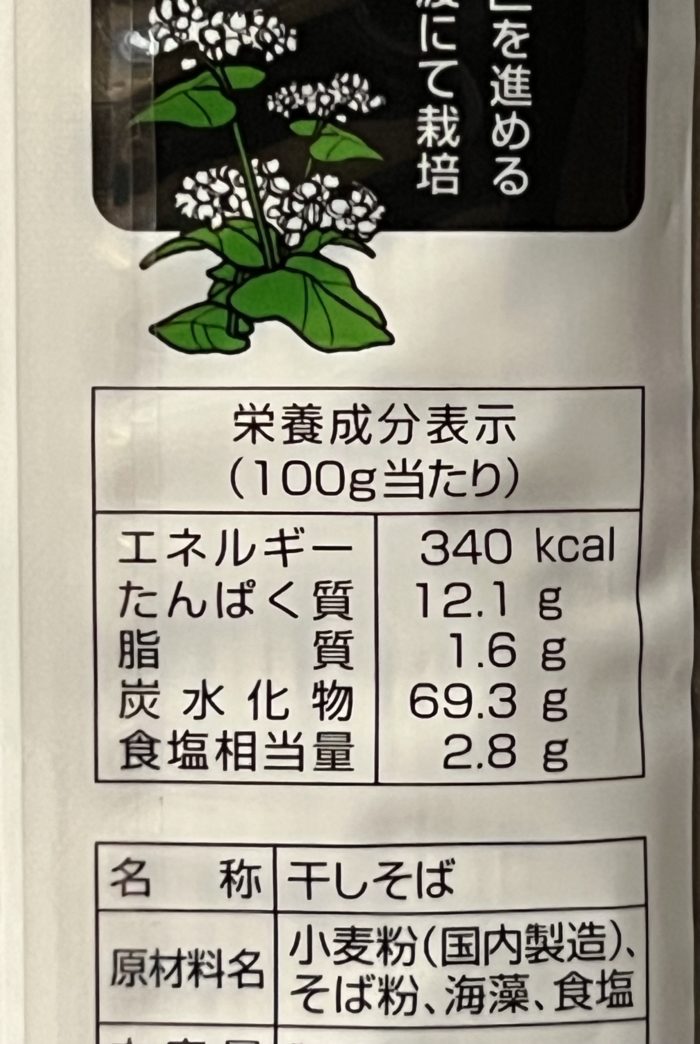 を進める
にて栽培
栄養成分表示
（100g当たり）
エネルギー 340 kcal
たんぱく質 12.1 g
脂質 1.6 g
炭水化物 69.3 g
食塩相当量 2.8 g
名称 干しそば
原材料名 小麦粉（国内製造）、
そば粉、海藻、食塩